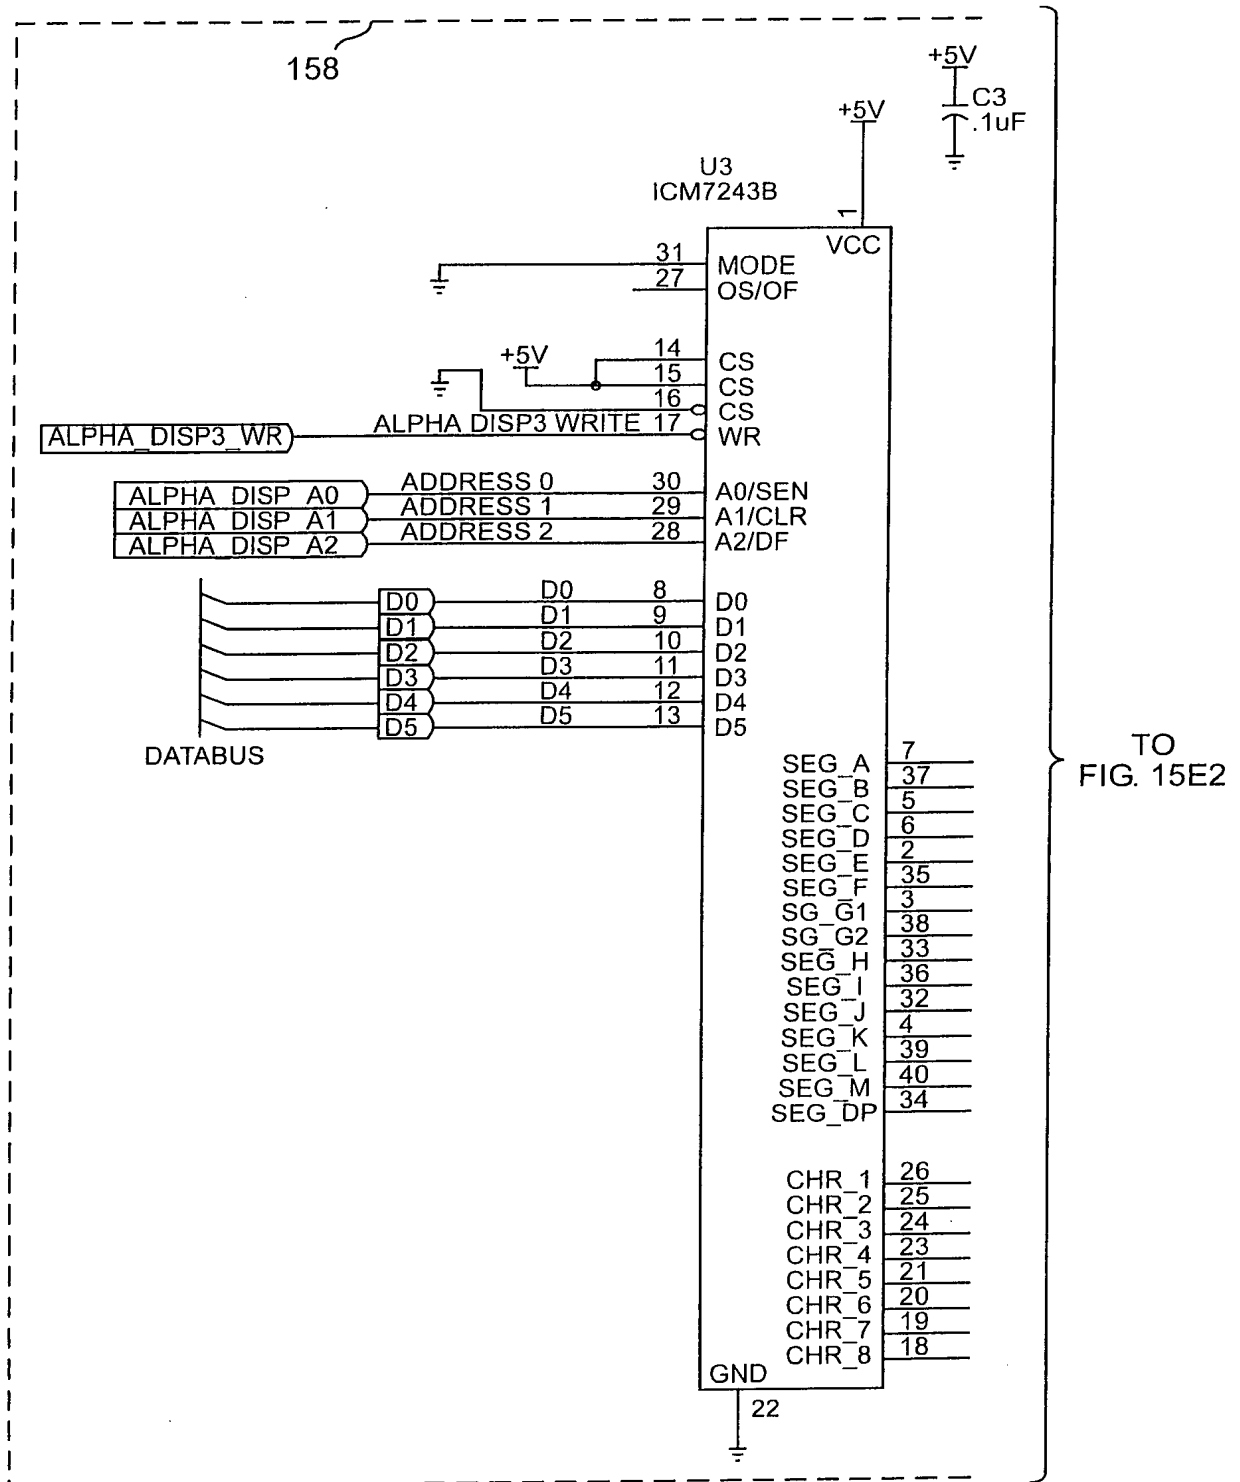 158
+5V
C3
.1uF
+5V
U3
ICM7243B
1
VCC
31
MODE
27
OS/OF
14
CS
+5V
15
CS
16
CS
ALPHA_DISP3_WR
ALPHA DISP3 WRITE
17
WR
ALPHA_DISP_A0
ADDRESS 0
30
A0/SEN
ALPHA_DISP_A1
ADDRESS 1
29
A1/CLR
ALPHA_DISP_A2
ADDRESS 2
28
A2/DF
D0
D0
8
D0
D1
D1
9
D1
D2
D2
10
D2
D3
D3
11
D3
D4
D4
12
D4
D5
D5
13
D5
DATABUS
TO
FIG. 15E2
SEG_A
7
SEG_B
37
SEG_C
5
SEG_D
6
SEG_E
2
SEG_F
35
SG_G1
3
SG_G2
38
SEG_H
33
SEG_I
36
SEG_J
32
SEG_K
4
SEG_L
39
SEG_M
40
SEG_DP
34
CHR_1
26
CHR_2
25
CHR_3
24
CHR_4
23
CHR_5
21
CHR_6
20
CHR_7
19
CHR_8
18
GND
22